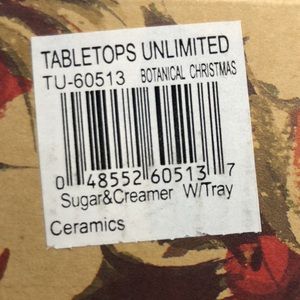 TABLETOPS UNLIMITED
TU-60513 BOTANICAL CHRISTMAS
0 48552 60513 7
Sugar&Creamer W/Tray
Ceramics